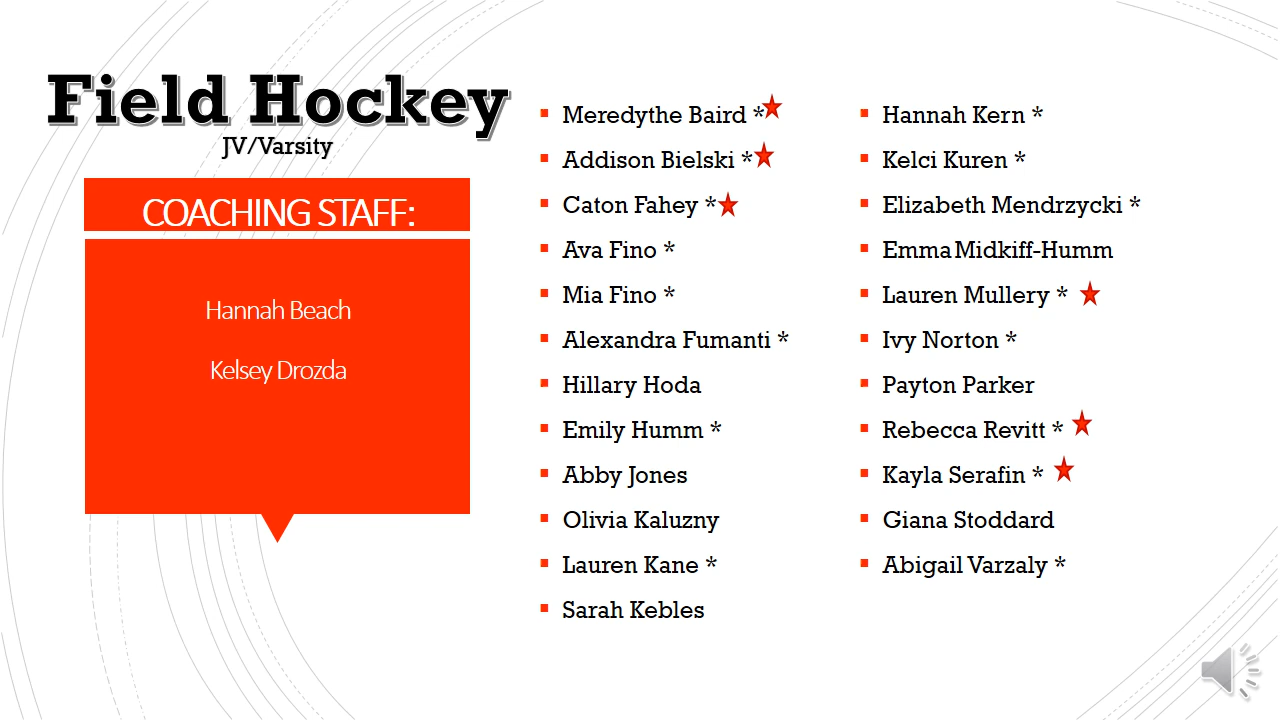 Field Hockey
JV/Varsity
COACHING STAFF:
Hannah Beach
Kelsey Drozda
Meredythe Baird *
Addison Bielski *
Caton Fahey *
Ava Fino *
Mia Fino *
Alexandra Fumanti *
Hillary Hoda
Emily Humm *
Abby Jones
Olivia Kaluzny
Lauren Kane *
Sarah Kebles
Hannah Kern *
Kelci Kuren *
Elizabeth Mendrzycki *
Emma Midkiff-Humm
Lauren Mullery *
Ivy Norton *
Payton Parker
Rebecca Revitt *
Kayla Serafin *
Giana Stoddard
Abigail Varzaly *